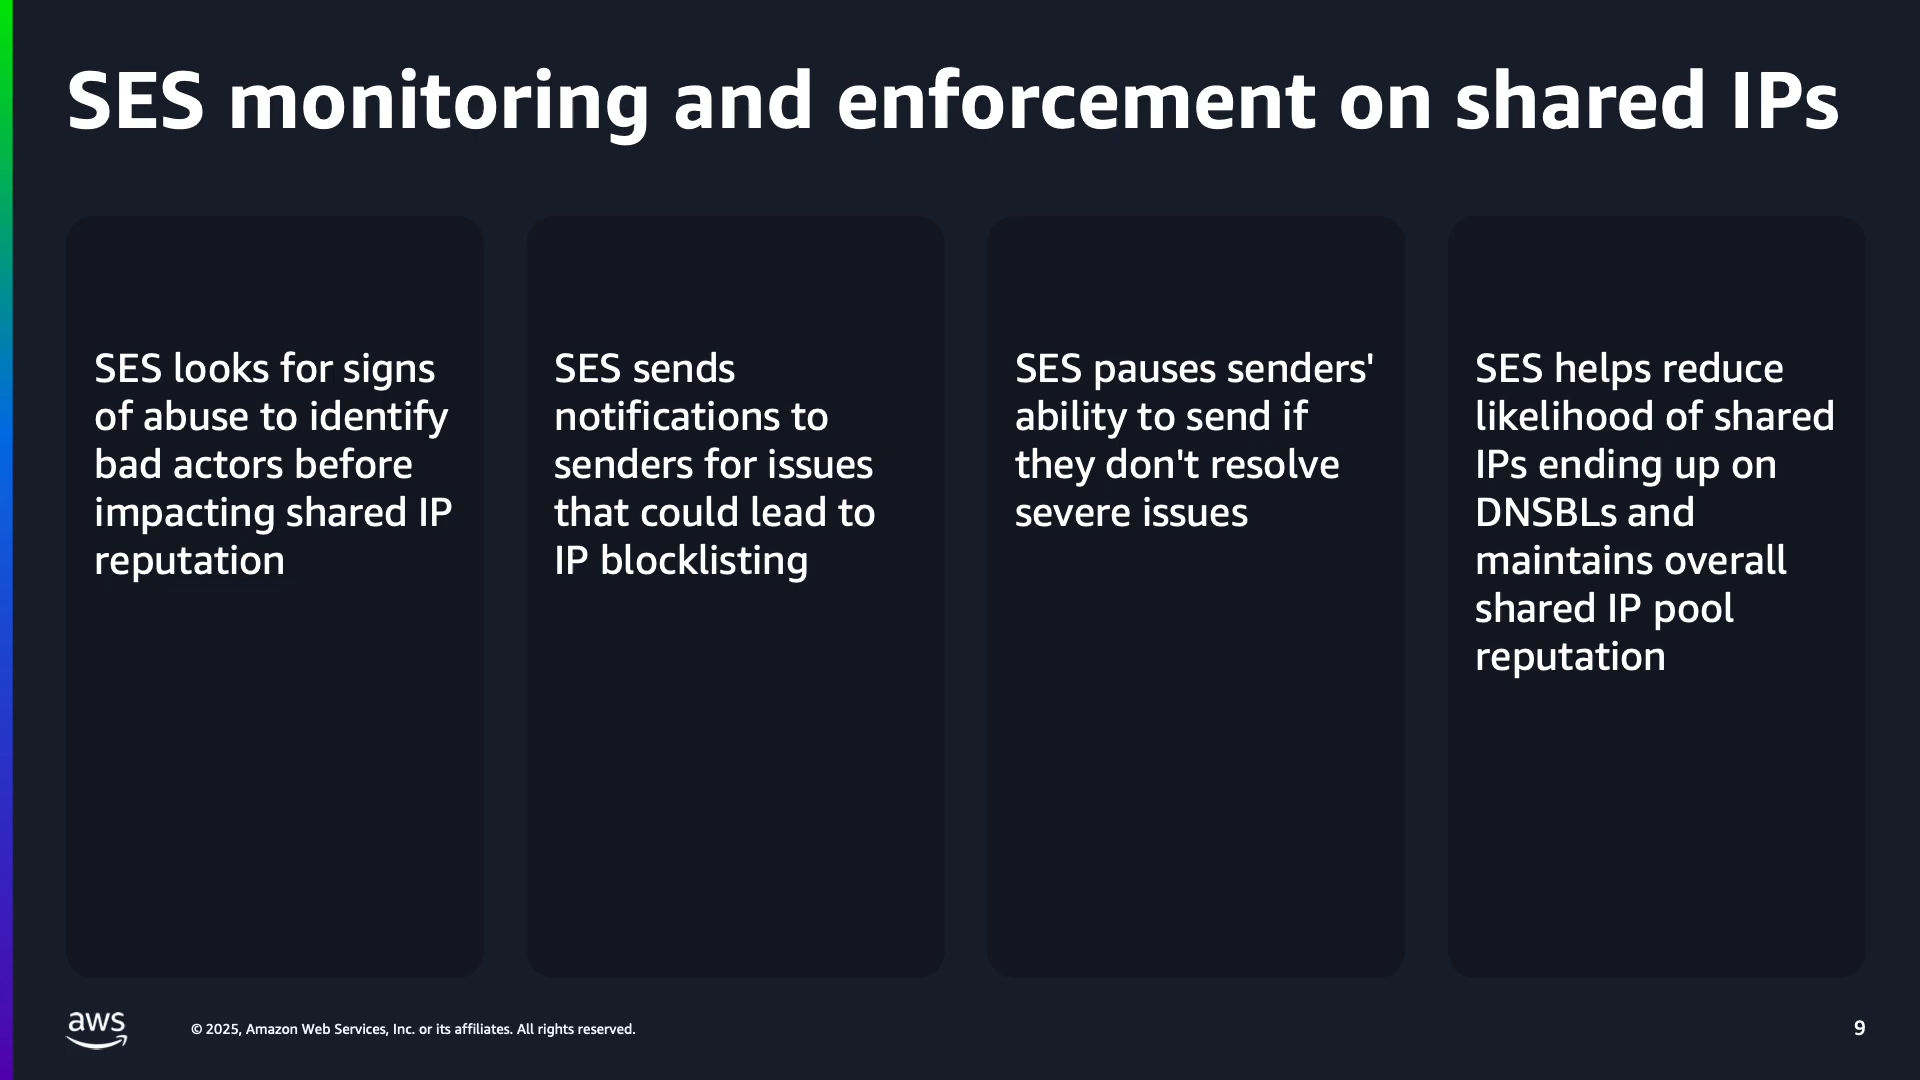 SES monitoring and enforcement on shared IPs
SES looks for signs
of abuse to identify
bad actors before
impacting shared IP
reputation
SES sends
notifications to
senders for issues
that could lead to
IP blocklisting
SES pauses senders'
ability to send if
they don't resolve
severe issues
SES helps reduce
likelihood of shared
IPs ending up on
DNSBLs and
maintains overall
shared IP pool
reputation
aws
© 2025, Amazon Web Services, Inc. or its affiliates. All rights reserved.
9